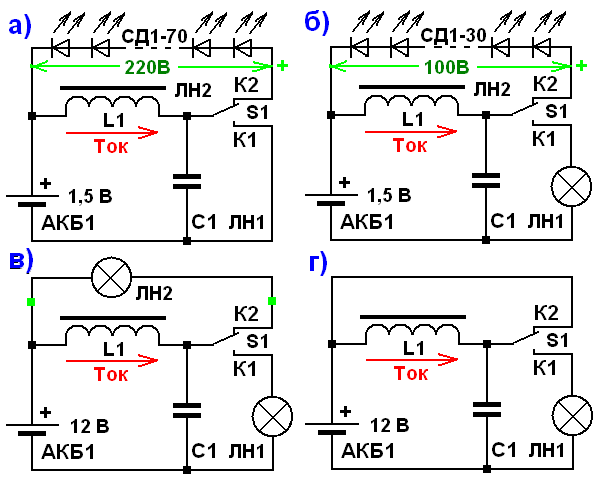 а) СД1-70
220В +
К2
ЛН2
S1
L1
К1
Ток
+
1,5 В
АКБ1
С1 ЛН1
б) СД1-30
100В +
К2
ЛН2
S1
L1
К1
Ток
+
1,5 В
АКБ1
С1 ЛН1
в)
ЛН2
К2
S1
L1
К1
Ток
+
12 В
АКБ1
С1 ЛН1
г)
К2
S1
L1
К1
Ток
+
12 В
АКБ1
С1 ЛН1